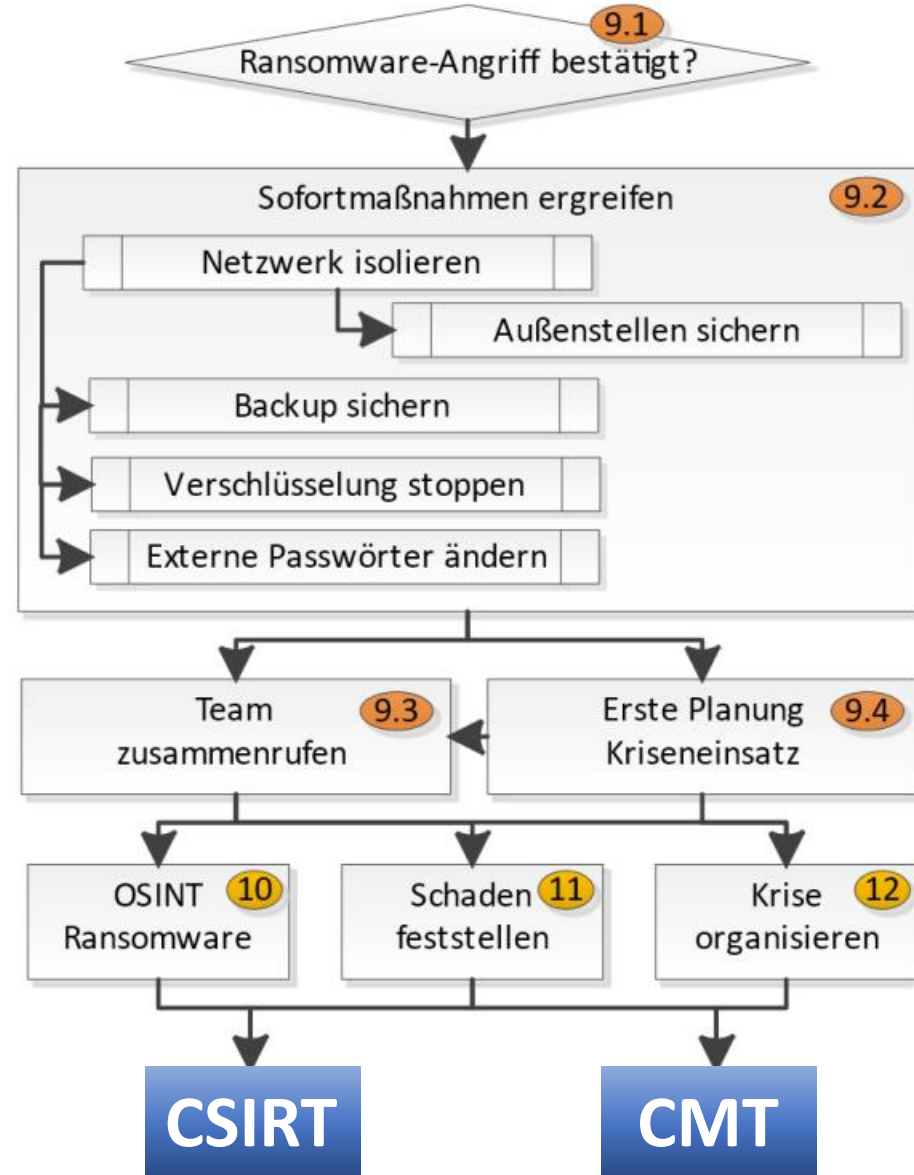 9.1
Ransomware-Angriff bestätigt?
Sofortmaßnahmen ergreifen 9.2
Netzwerk isolieren
Außenstellen sichern
Backup sichern
Verschlüsselung stoppen
Externe Passwörter ändern
Team 9.3
zusammenrufen
Erste Planung 9.4
Kriseneinsatz
OSINT 10
Ransomware
Schaden 11
feststellen
Krise 12
organisieren
CSIRT
CMT